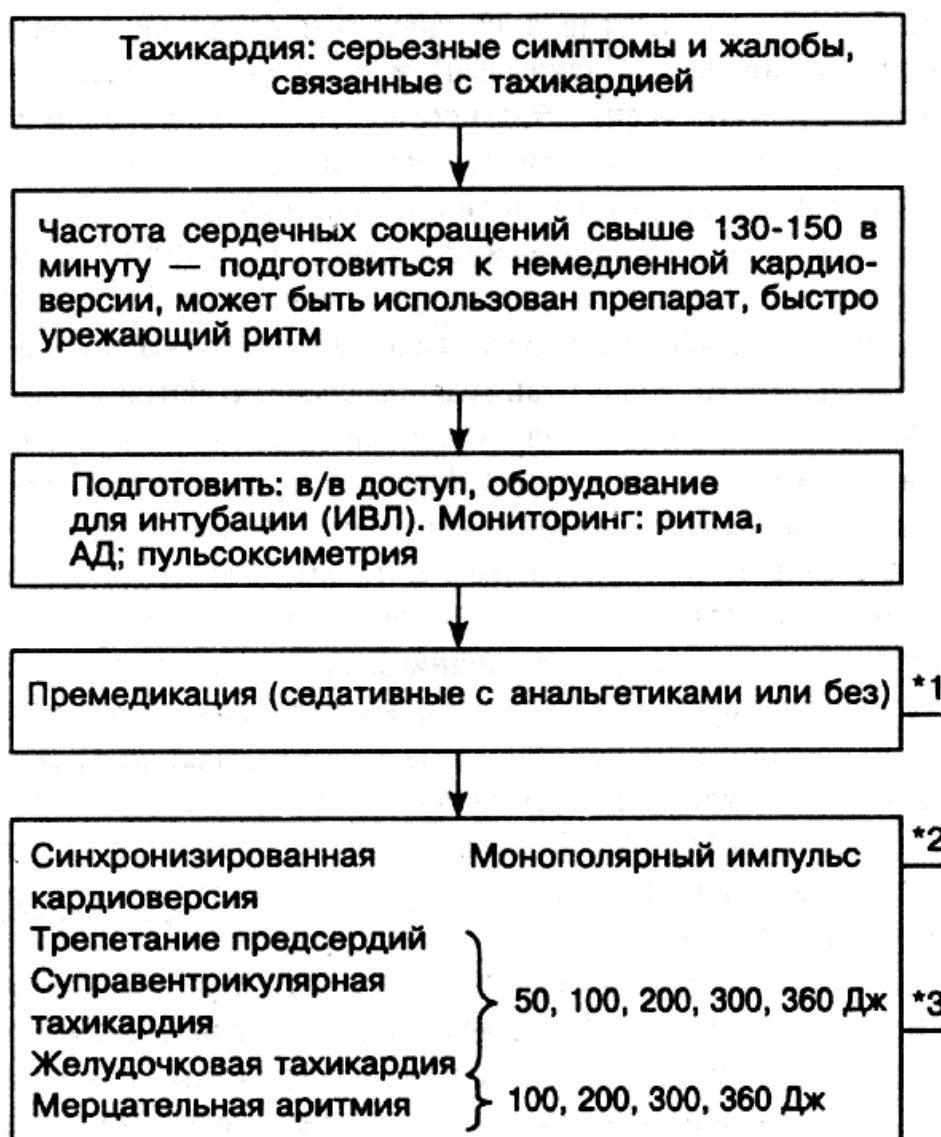 Тахикардия: серьезные симптомы и жалобы,
связанные с тахикардией
Частота сердечных сокращений свыше 130-150 в
минуту — подготовиться к немедленной кардио-
версии, может быть использован препарат, быстро
урежающий ритм
Подготовить: в/в доступ, оборудование
для интубации (ИВЛ). Мониторинг: ритма,
АД; пульсоксиметрия
Премедикация (седативные с анальгетиками или без) *1
Синхронизированная Монополярный импульс *2
кардиоверсия
Трепетание предсердий
Суправентрикулярная
тахикардия 50, 100, 200, 300, 360 Дж *3
Желудочковая тахикардия
Мерцательная аритмия 100, 200, 300, 360 Дж